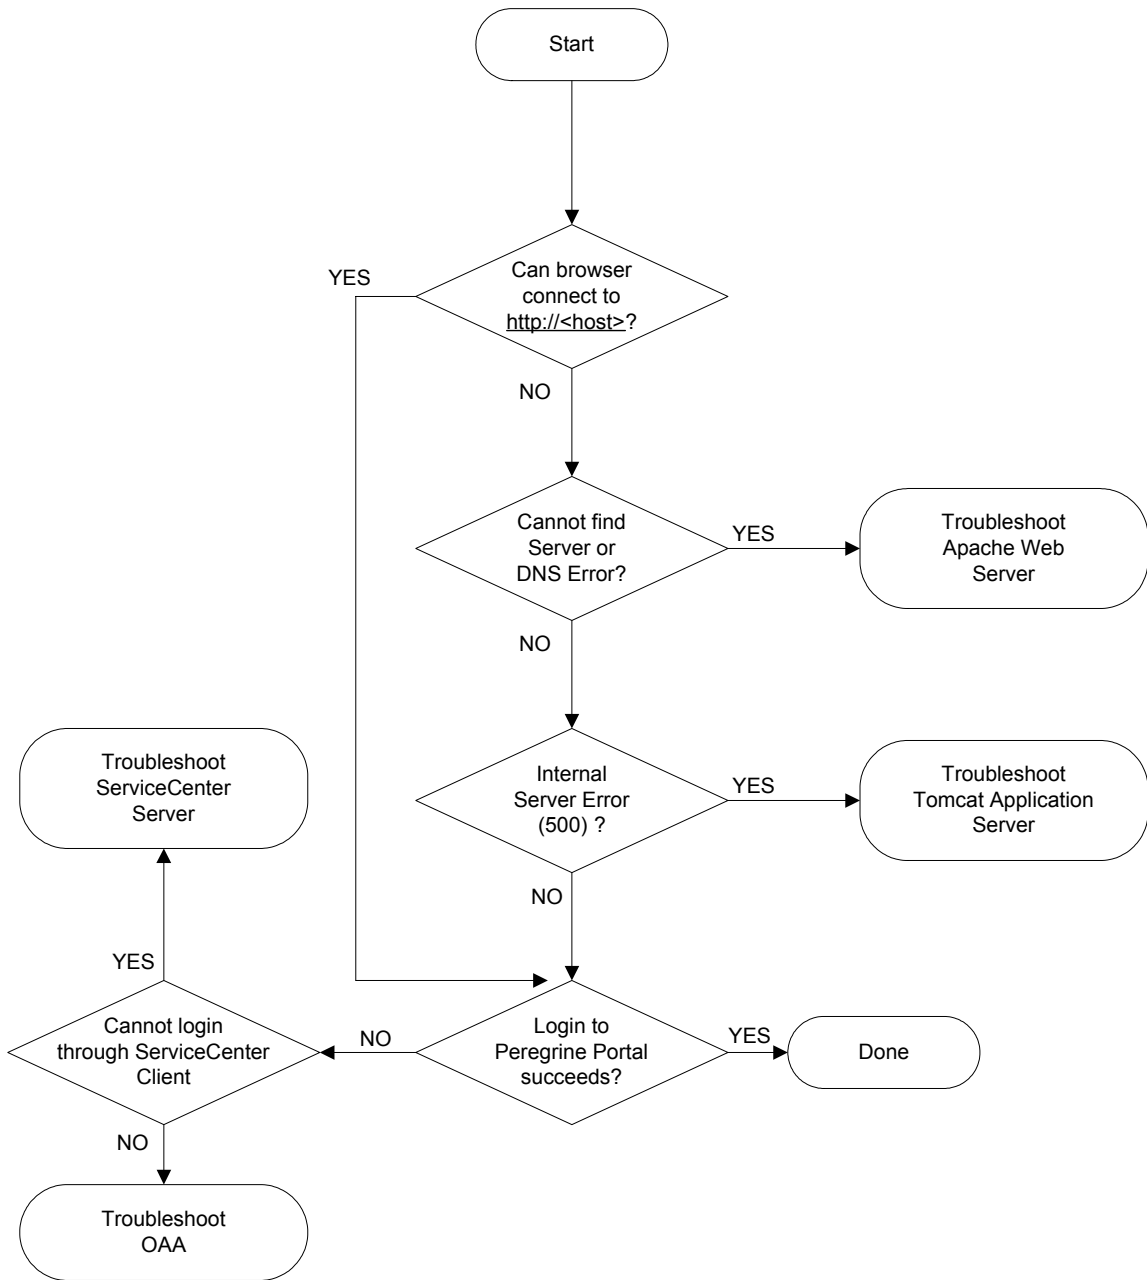 Start
Can browser
connect to
http://<host>?
YES
NO
Cannot find
Server or
DNS Error?
YES
Troubleshoot
Apache Web
Server
NO
Internal
Server Error
(500) ?
YES
Troubleshoot
Tomcat Application
Server
NO
Login to
Peregrine Portal
succeeds?
YES
Done
NO
Cannot login
through ServiceCenter
Client
YES
Troubleshoot
ServiceCenter
Server
NO
Troubleshoot
OAA